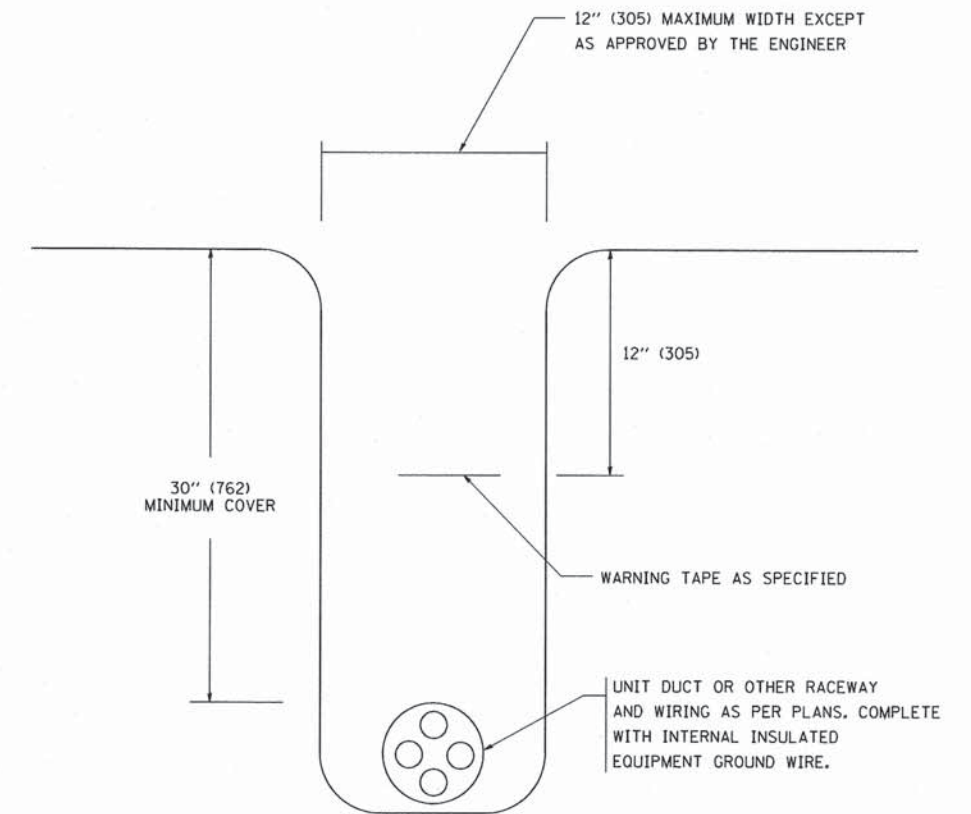 12'' (305) MAXIMUM WIDTH EXCEPT
AS APPROVED BY THE ENGINEER
12'' (305)
30'' (762)
MINIMUM COVER
WARNING TAPE AS SPECIFIED
UNIT DUCT OR OTHER RACEWAY
AND WIRING AS PER PLANS. COMPLETE
WITH INTERNAL INSULATED
EQUIPMENT GROUND WIRE.